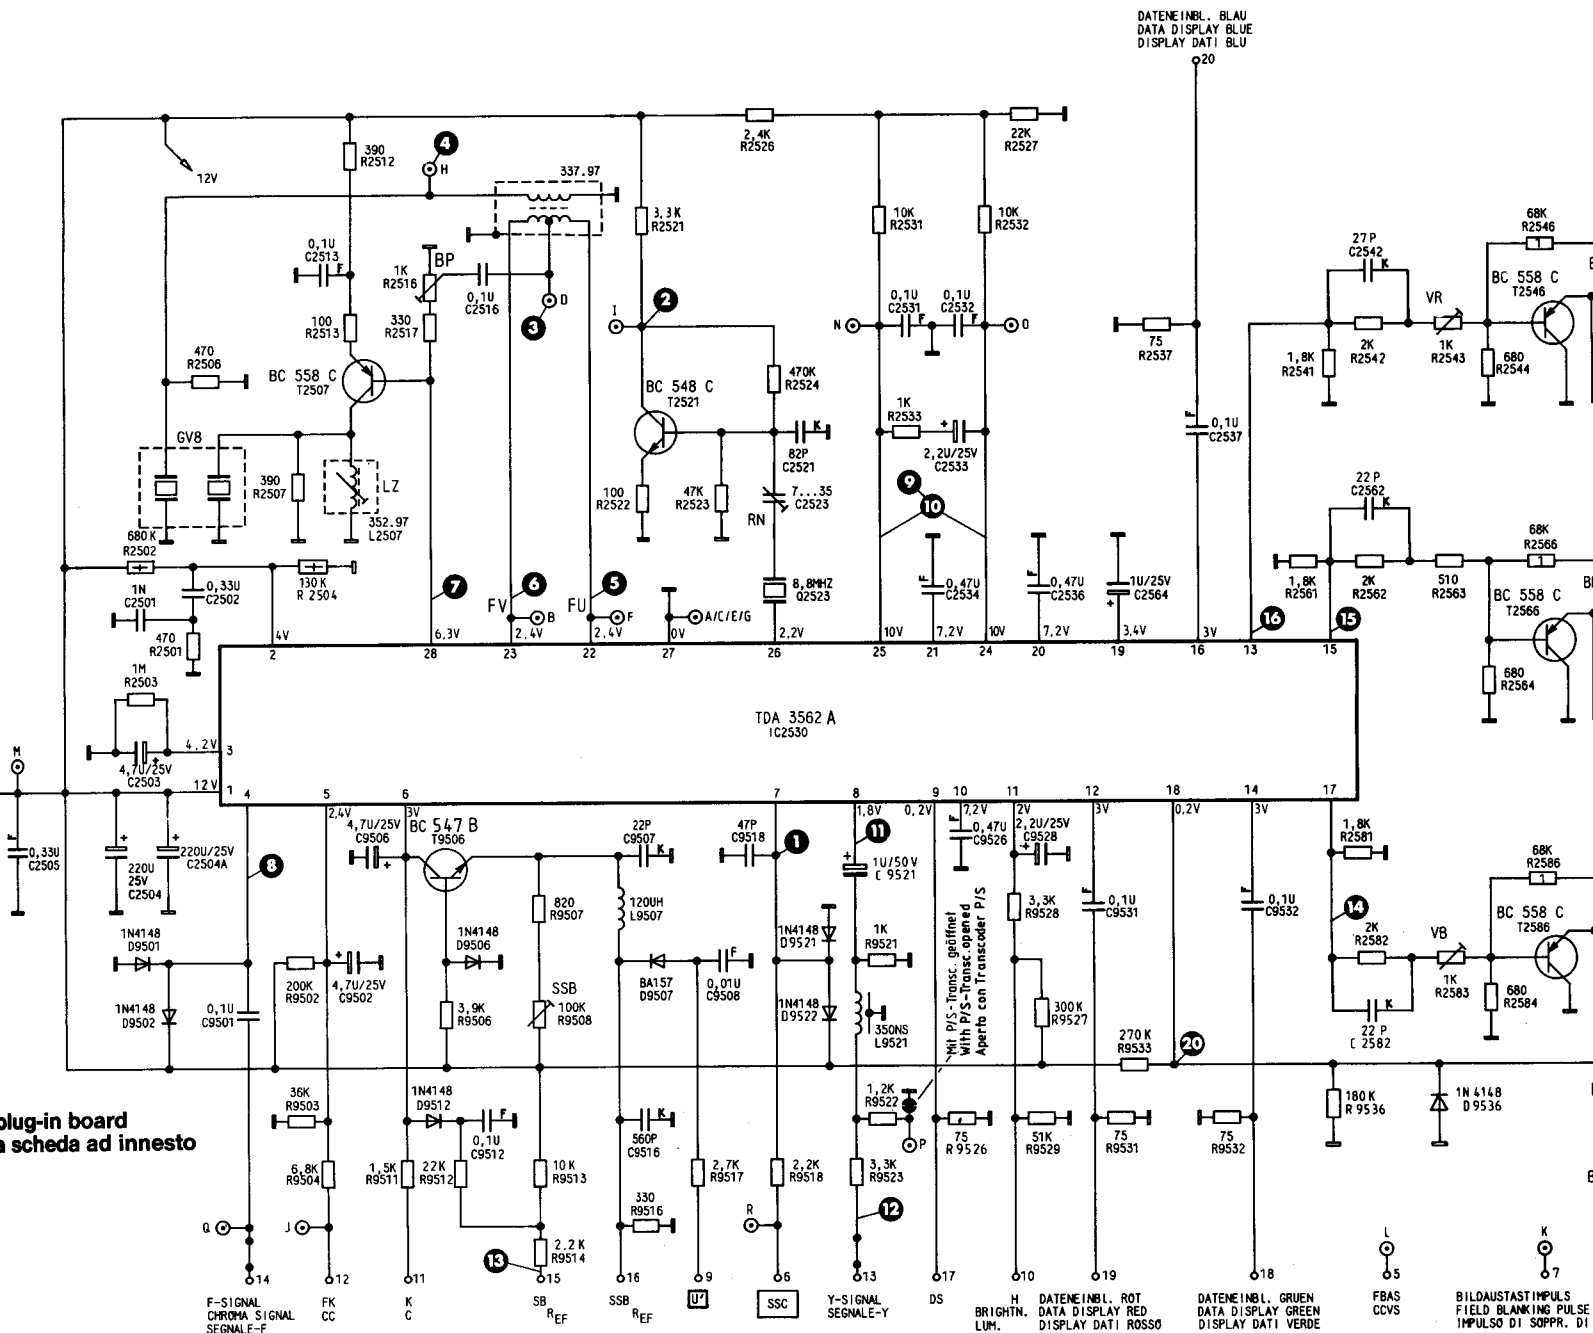 DATENEINBL. BLAU
DATA DISPLAY BLUE
DISPLAY DATI BLU
20
12V
390
R2512
4
H
337.97
2,4K
R2526
22K
R2527
3,3K
R2521
10K
R2531
10K
R2532
68K
R2546
1
27P
C2542
K
BC 558 C
T2546
VR
0,1U
C2513
F
BP
1K
R2516
0,1U
C2516
D
3
I
2
0,1U
C2531
F
0,1U
C2532
F
N
O
100
R2513
330
R2517
75
R2537
1,8K
R2541
2K
R2542
1K
R2543
680
R2544
470
R2506
BC 558 C
T2507
BC 548 C
T2521
470K
R2524
1K
R2533
+
2,2U/25V
C2533
F
0,1U
C2537
GV8
390
R2507
LZ
352.97
L2507
100
R2522
47K
R2523
82P
C2521
K
7...35
C2523
RN
9
10
22P
C2562
K
680K
R2502
130K
R 2504
0,33U
C2502
1N
C2501
470
R2501
7
6
FV
B
5
FU
F
A/C/E/G
8,8MHZ
Q2523
F
0,47U
C2534
F
0,47U
C2536
1U/25V
C2564
+
16
15
1,8K
R2561
2K
R2562
510
R2563
68K
R2566
1
BC 558 C
T2566
680
R2564
4V
6,3V
2,4V
2,4V
0V
2,2V
10V
7,2V
10V
7,2V
3,4V
3V
2
28
23
22
27
26
25
21
24
20
19
16
13
15
1M
R2503
4,7U/25V
C2503
+
4,2V
3
12V
1
TDA 3562 A
IC2530
M
F
0,33U
C2505
220U
25V
C2504
+
220U/25V
C2504A
+
4
5
6
7
8
9
10
11
12
18
14
17
2,4V
3V
1,8V
0,2V
7,2V
2V
3V
0,2V
3V
8
4,7U/25V
C9506
+
BC 547 B
T9506
22P
C9507
K
47P
C9518
1
11
+
1U/50V
C 9521
F
0,47U
C9526
2,2U/25V
C9528
+
1,8K
R2581
1N4148
D9501
1N4148
D9502
0,1U
C9501
200K
R9502
+
4,7U/25V
C9502
1N4148
D9506
3,9K
R9506
820
R9507
SSB
100K
R9508
120UH
L9507
BA157
D9507
F
0,01U
C9508
1N4148
D9521
1N4148
D9522
1K
R9521
350NS
L9521
Mit P/S-Transc. geöffnet
With P/S-Transc. opened
Aperto con Transcoder P/S
3,3K
R9528
300K
R9527
F
0,1U
C9531
270K
R9533
20
F
0,1U
C9532
14
2K
R2582
22P
C 2582
K
VB
1K
R2583
68K
R2586
1
BC 558 C
T2586
680
R2584
plug-in board
scheda ad innesto
36K
R9503
6,8K
R9504
1N4148
D9512
F
0,1U
C9512
1,5K
R9511
22K
R9512
10K
R9513
2,2K
R9514
13
560P
C9516
K
330
R9516
2,7K
R9517
2,2K
R9518
1,2K
R9522
P
3,3K
R9523
12
75
R 9526
51K
R9529
75
R9531
75
R9532
180K
R 9536
1N 4148
D 9536
Q
J
R
L
K
14
12
11
15
16
9
6
13
17
10
19
18
5
7
F-SIGNAL
CHROMA SIGNAL
SEGNALE-F
FK
CC
K
C
SB
REF
SSB
REF
U'
SSC
Y-SIGNAL
SEGNALE-Y
DS
H
BRIGHTN.
LUM.
DATENEINBL. ROT
DATA DISPLAY RED
DISPLAY DATI ROSSO
DATENEINBL. GRUEN
DATA DISPLAY GREEN
DISPLAY DATI VERDE
FBAS
CCVS
BILDAUSTASTIMPULS
FIELD BLANKING PULSE
IMPULSO DI SOPPR. DI